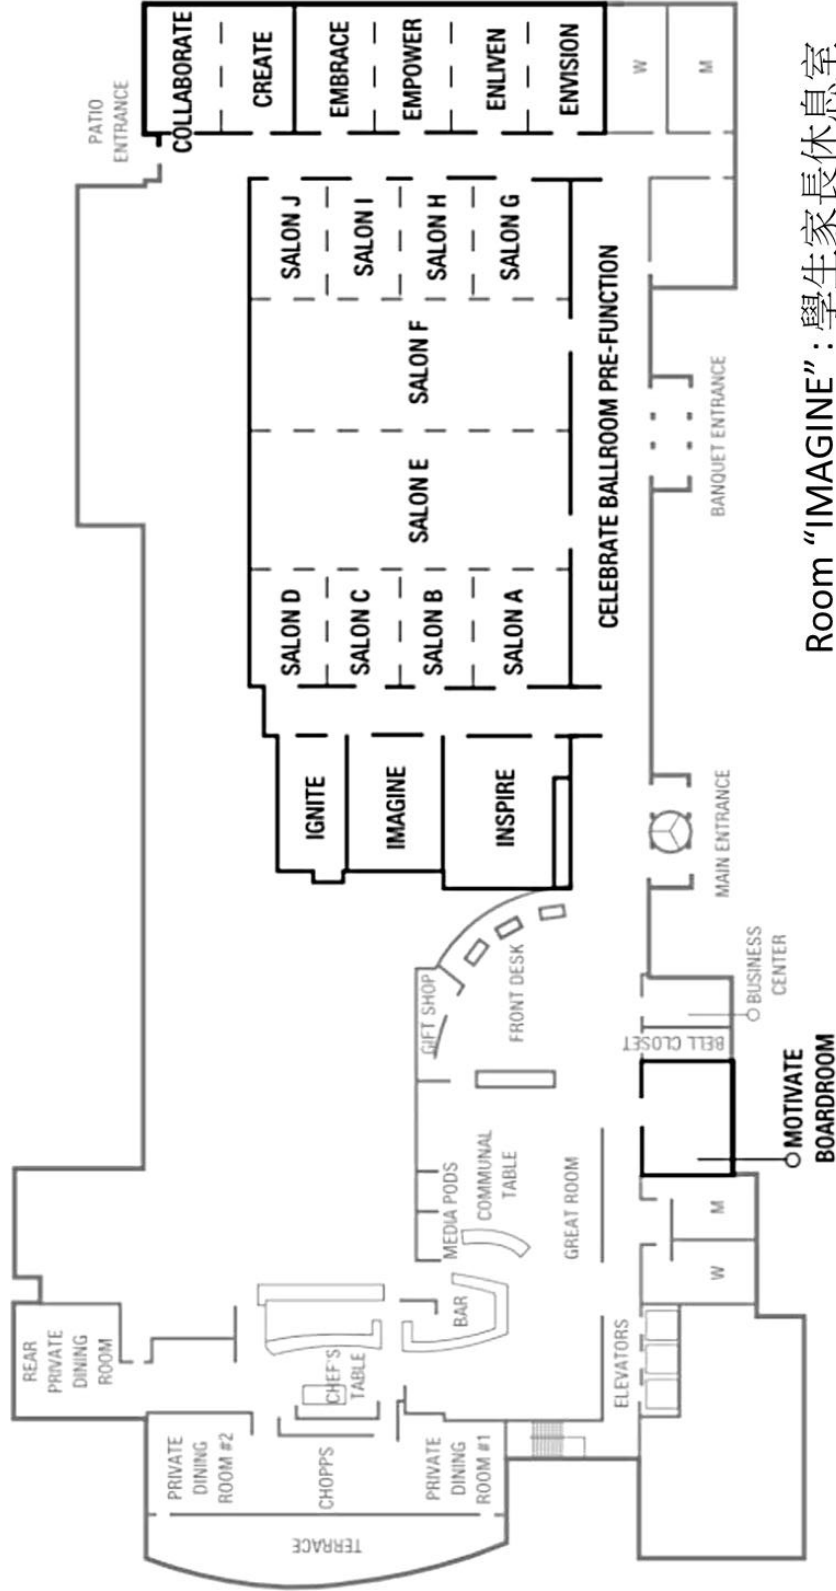 REAR
PRIVATE
DINING
ROOM
PATIO
ENTRANCE
PRIVATE
DINING
ROOM #2
COLLABORATE
CREATE
EMBRACE
EMPOWER
ENLIVEN
ENVISION
W
M
CHOPPS
TERRACE
CHEF'S
TABLE
PRIVATE
DINING
ROOM #1
BAR
MEDIA PODS
COMMUNAL
TABLE
GREAT ROOM
GIFT SHOP
FRONT DESK
IGNITE
IMAGINE
INSPIRE
SALON D
SALON C
SALON B
SALON A
SALON E
SALON F
SALON J
SALON I
SALON H
SALON G
CELEBRATE BALLROOM PRE-FUNCTION
ELEVATORS
W
M
BELL CLOSET
BUSINESS
CENTER
MAIN ENTRANCE
BANQUET ENTRANCE
MOTIVATE
BOARDROOM
Room “IMAGINE”: 學生家長休息室